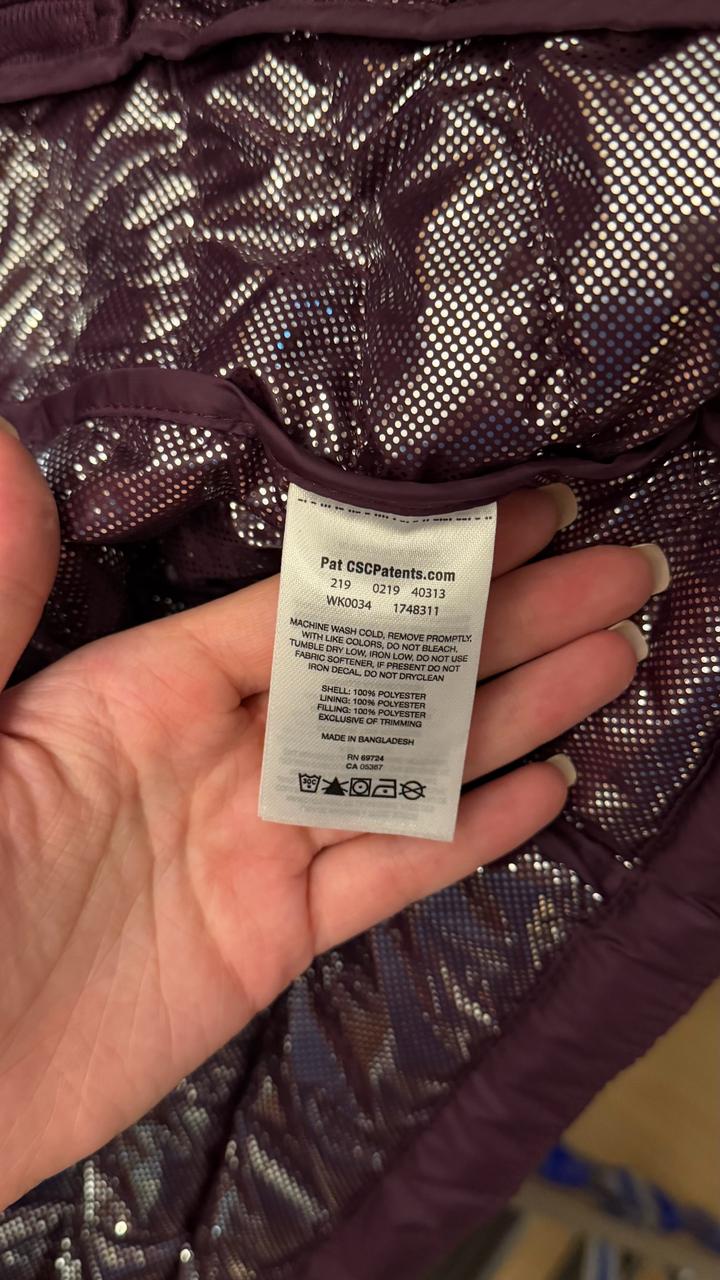 Pat CSCPatents.com
219 0219 40313
WK0034 1748311
MACHINE WASH COLD, REMOVE PROMPTLY,
WITH LIKE COLORS, DO NOT BLEACH,
TUMBLE DRY LOW, IRON LOW, DO NOT USE
FABRIC SOFTENER, IF PRESENT DO NOT
IRON DECAL, DO NOT DRYCLEAN
SHELL: 100% POLYESTER
LINING: 100% POLYESTER
FILLING: 100% POLYESTER
EXCLUSIVE OF TRIMMING
MADE IN BANGLADESH
RN 69724
CA 05367
30C